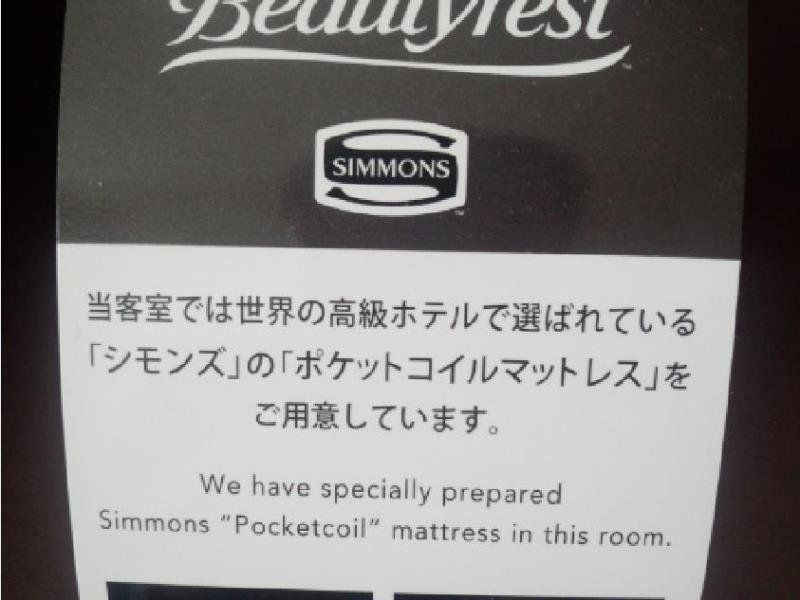 Beautyrest
SIMMONS
当客室では世界の高級ホテルで選ばれている
「シモンズ」の「ポケットコイルマットレス」を
ご用意しています。
We have specially prepared
Simmons "Pocketcoil" mattress in this room.